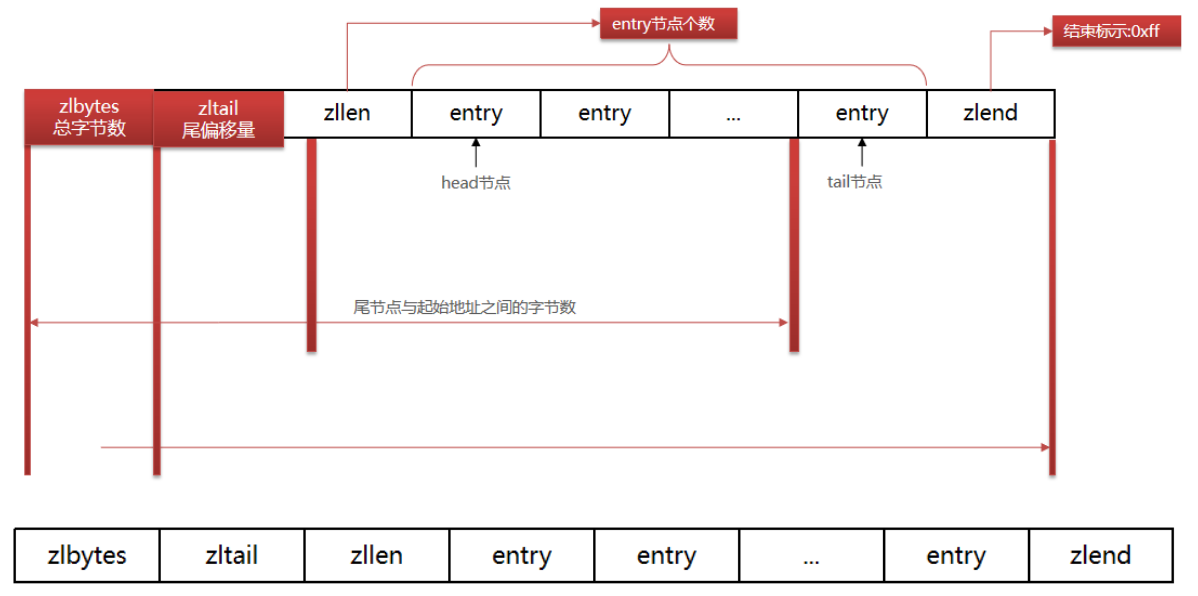 entry节点个数
结束标示:0xff
zlbytes
总字节数
zltail
尾偏移量
zllen
entry
entry
...
entry
zlend
head节点
tail节点
尾节点与起始地址之间的字节数
zlbytes
zltail
zllen
entry
entry
...
entry
zlend